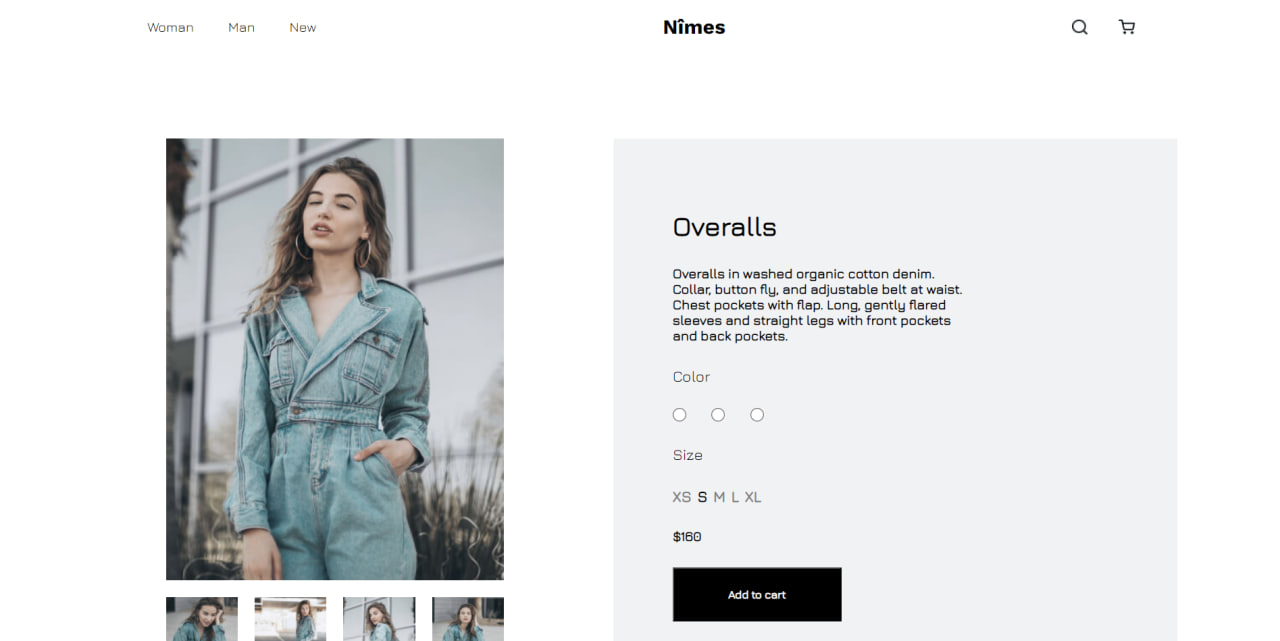 Woman Man New Nîmes
Overalls
Overalls in washed organic cotton denim.
Collar, button fly, and adjustable belt at waist.
Chest pockets with flap. Long, gently flared
sleeves and straight legs with front pockets
and back pockets.
Color
Size
XS S M L XL
$160
Add to cart